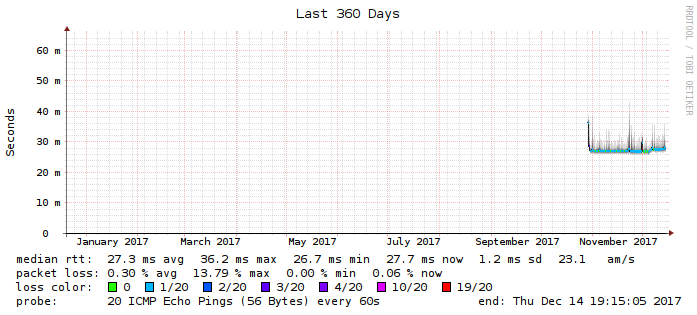 Last 360 Days
RRDTOOL / TOBI OETIKER
Seconds
60 m
50 m
40 m
30 m
20 m
10 m
0
January 2017 March 2017 May 2017 July 2017 September 2017 November 2017
median rtt: 27.3 ms avg 36.2 ms max 26.7 ms min 27.7 ms now 1.2 ms sd 23.1 am/s
packet loss: 0.30 % avg 13.79 % max 0.00 % min 0.06 % now
loss color: 0 1/20 2/20 3/20 4/20 10/20 19/20
probe: 20 ICMP Echo Pings (56 Bytes) every 60s end: Thu Dec 14 19:15:05 2017